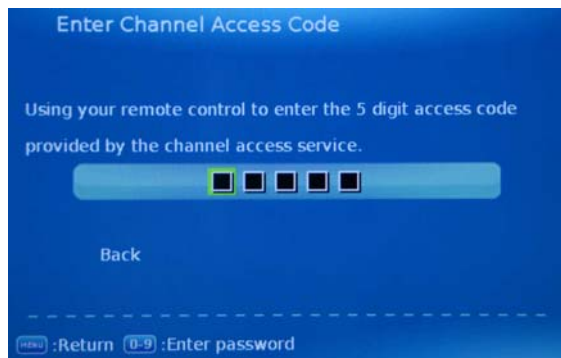 Enter Channel Access Code
Using your remote control to enter the 5 digit access code
provided by the channel access service.
Back
MENU :Return 0-9 :Enter password